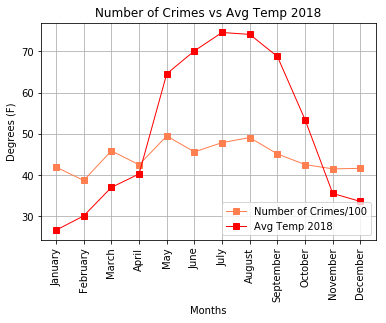 Number of Crimes vs Avg Temp 2018
Degrees (F)
70
60
50
40
30
Number of Crimes/100
Avg Temp 2018
January
February
March
April
May
June
July
August
September
October
November
December
Months